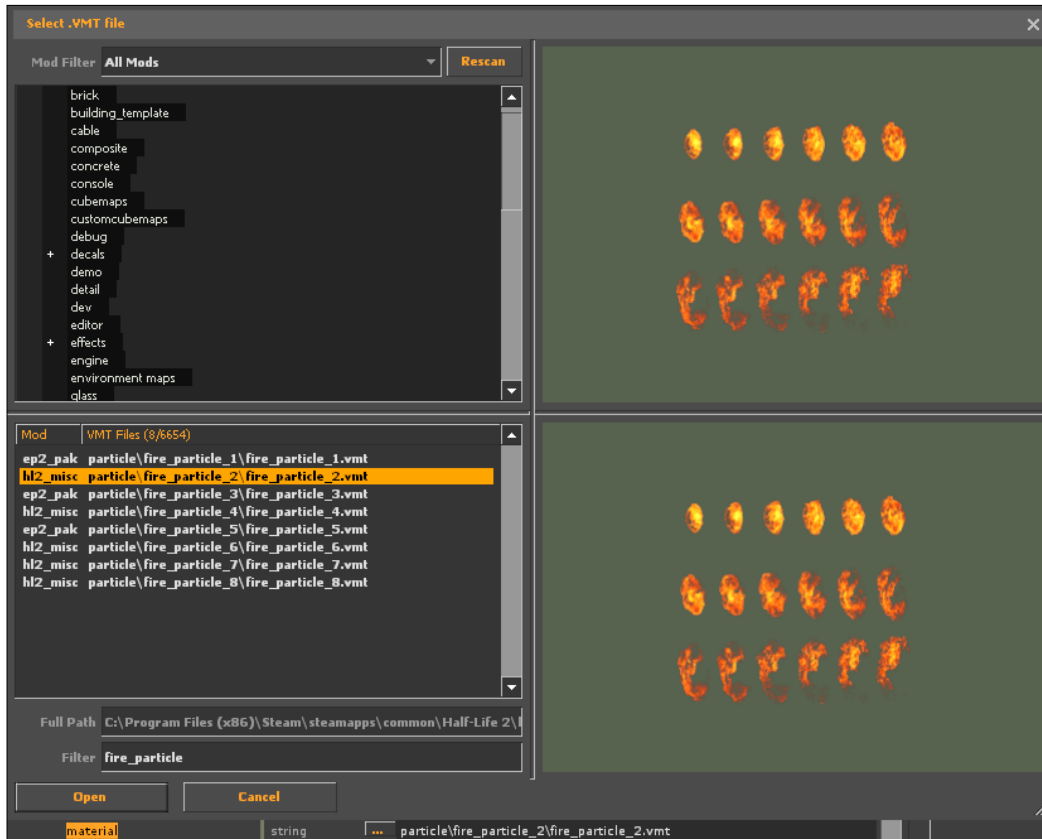 Select .VMT file
Mod Filter All Mods Rescan
brick
building_template
cable
composite
concrete
console
cubemaps
customcubemaps
debug
+ decals
demo
detail
dev
editor
+ effects
engine
environment maps
glass
Mod VMT Files (8/6654)
ep2_pak particle\fire_particle_1\fire_particle_1.vmt
hl2_misc particle\fire_particle_2\fire_particle_2.vmt
ep2_pak particle\fire_particle_3\fire_particle_3.vmt
hl2_misc particle\fire_particle_4\fire_particle_4.vmt
ep2_pak particle\fire_particle_5\fire_particle_5.vmt
hl2_misc particle\fire_particle_6\fire_particle_6.vmt
hl2_misc particle\fire_particle_7\fire_particle_7.vmt
hl2_misc particle\fire_particle_8\fire_particle_8.vmt
Full Path C:\Program Files (x86)\Steam\steamapps\common\Half-Life 2\
Filter fire_particle
Open Cancel
material string ... particle\fire_particle_2\fire_particle_2.vmt